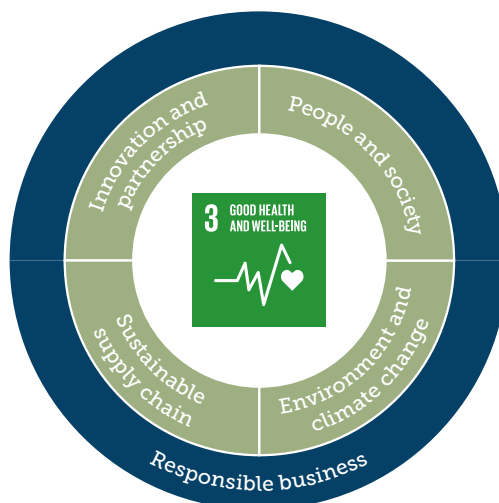 Innovation and
partnership
People and society
3 GOOD HEALTH
AND WELL-BEING
Sustainable
supply chain
Environment and
climate change
Responsible business